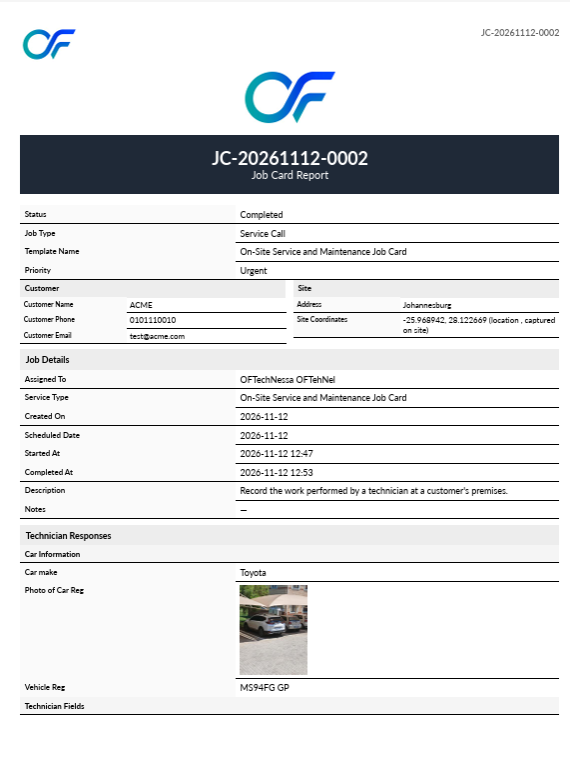 JC-20261112-0002
JC-20261112-0002
Job Card Report
Status Completed
Job Type Service Call
Template Name On-Site Service and Maintenance Job Card
Priority Urgent
Customer
Customer Name ACME
Customer Phone 0101110010
Customer Email test@acme.com
Site
Address Johannesburg
Site Coordinates -25.968942, 28.122669 (location , captured
on site)
Job Details
Assigned To OFTechNessa OFTehNel
Service Type On-Site Service and Maintenance Job Card
Created On 2026-11-12
Scheduled Date 2026-11-12
Started At 2026-11-12 12:47
Completed At 2026-11-12 12:53
Description Record the work performed by a technician at a customer's premises.
Notes —
Technician Responses
Car Information
Car make Toyota
Photo of Car Reg
Vehicle Reg MS94FG GP
Technician Fields